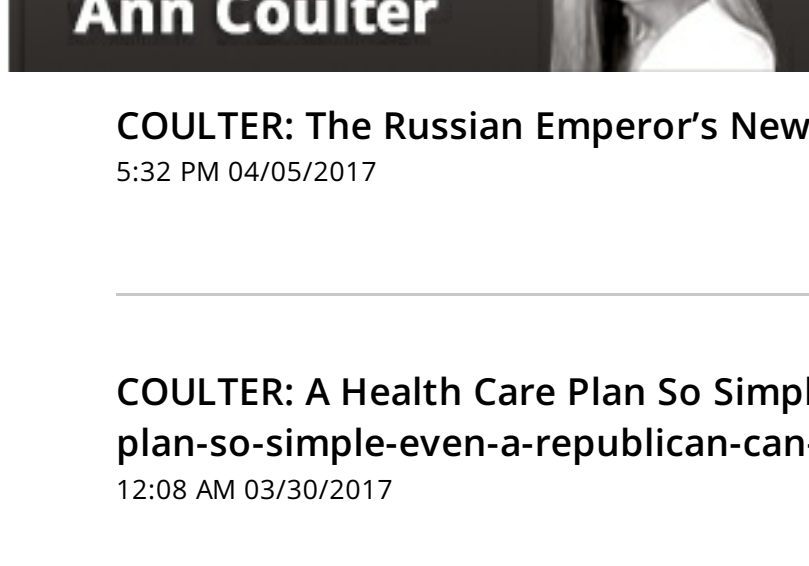 Ann Coulter
COULTER: The Russian Emperor’s New
5:32 PM 04/05/2017
COULTER: A Health Care Plan So Simpl
plan-so-simple-even-a-republican-can-
12:08 AM 03/30/2017